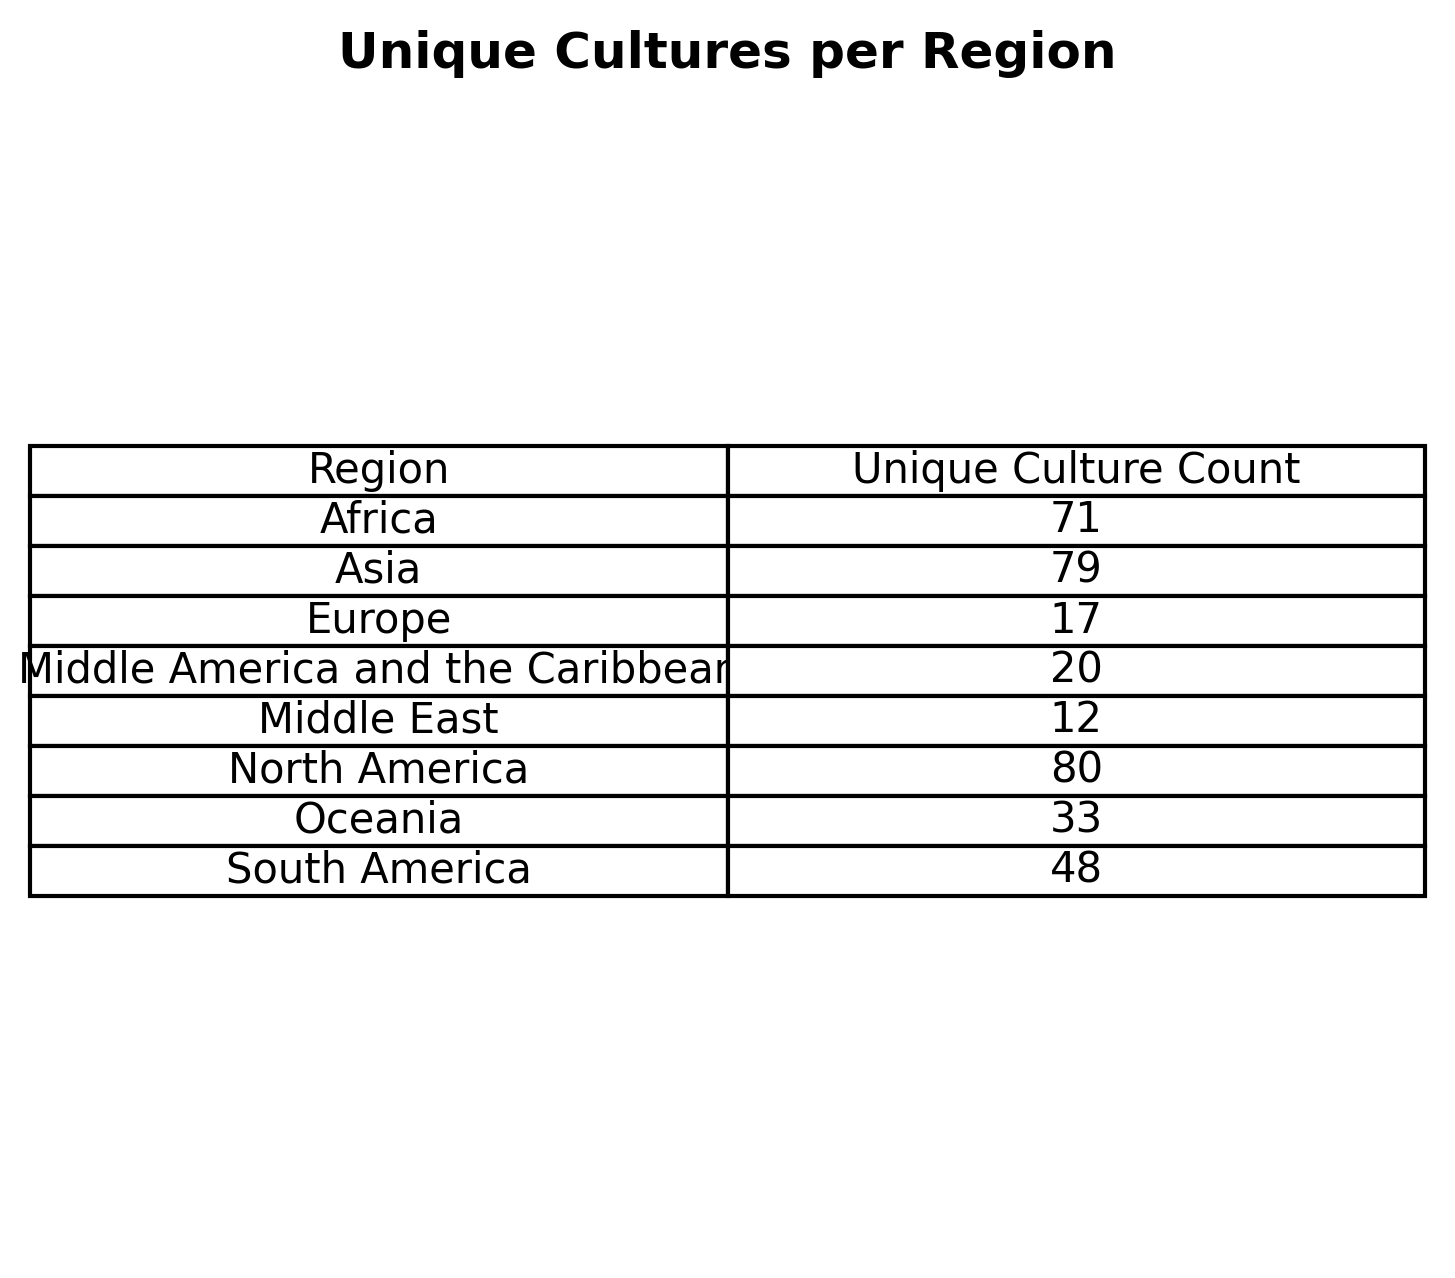 Unique Cultures per Region
Region Unique Culture Count
Africa 71
Asia 79
Europe 17
Middle America and the Caribbean 20
Middle East 12
North America 80
Oceania 33
South America 48